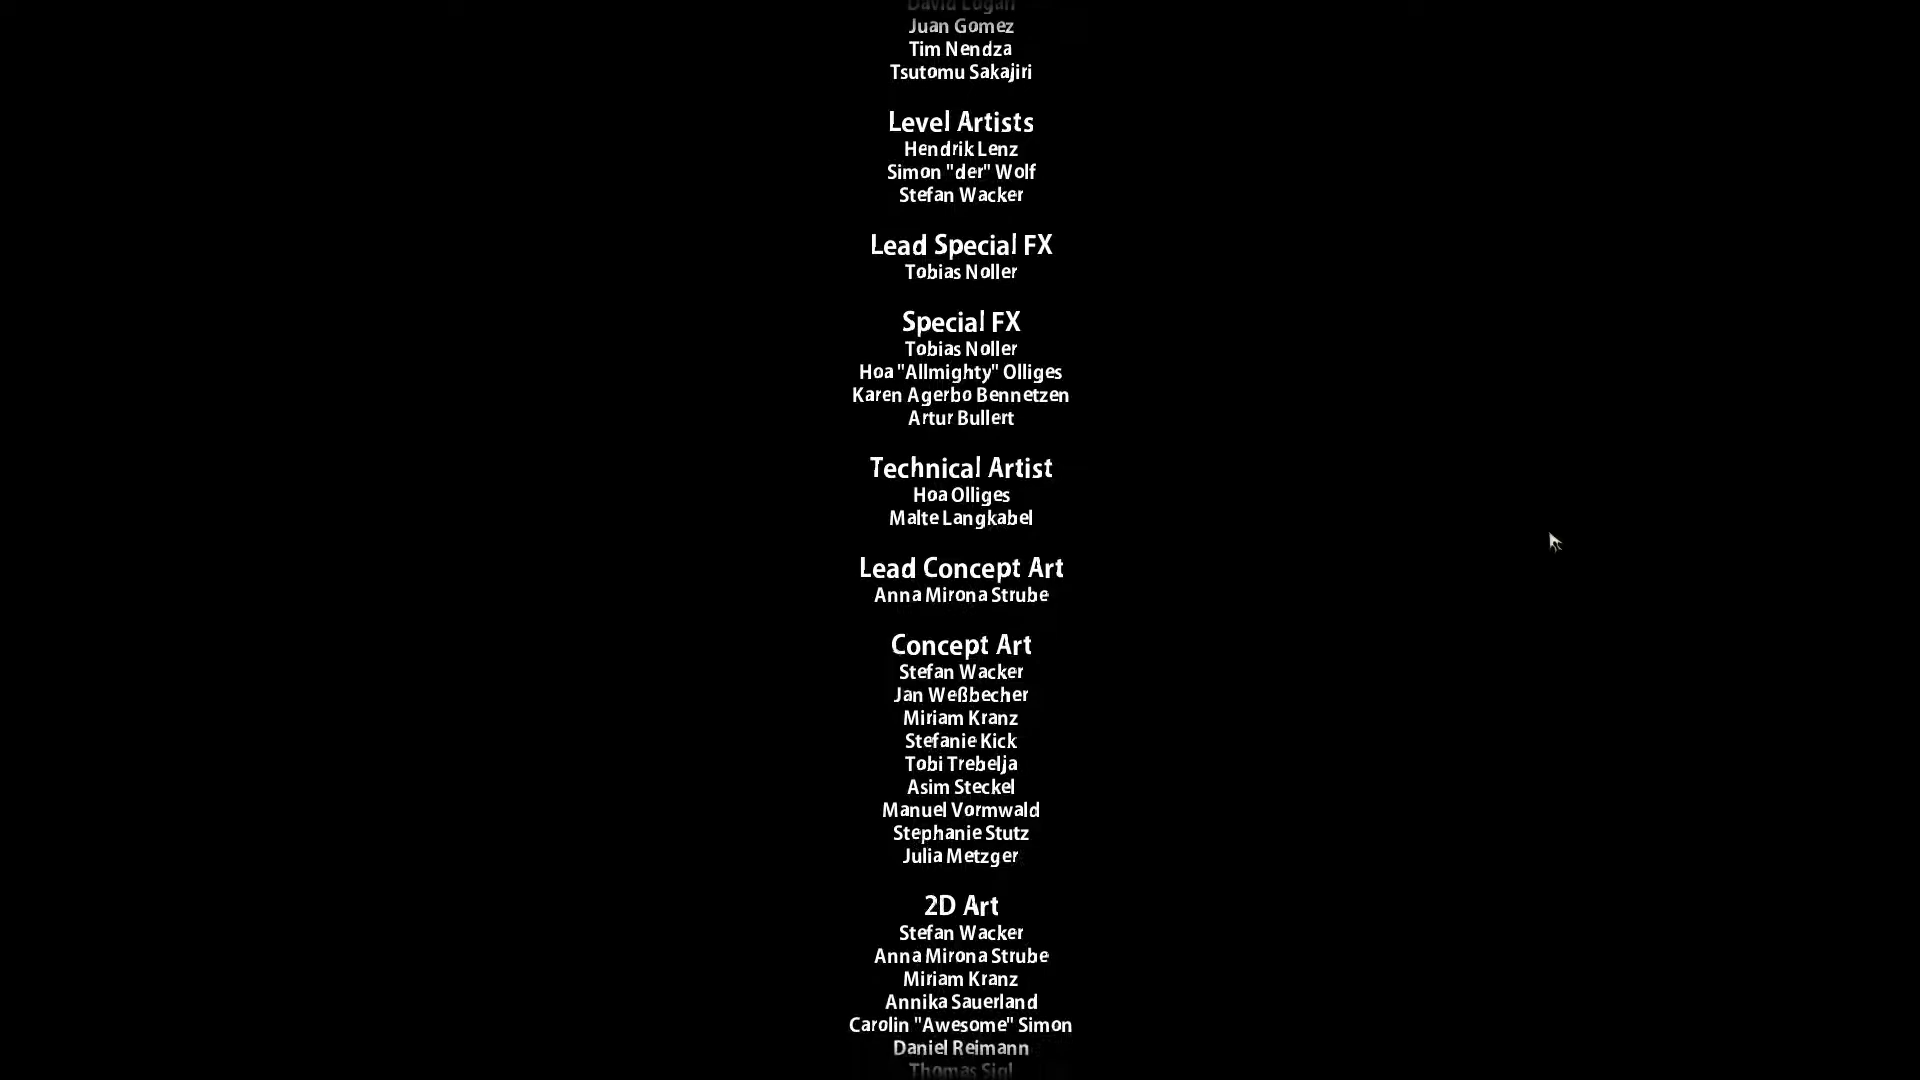 David Logan
Juan Gomez
Tim Nendza
Tsutomu Sakajiri
Level Artists
Hendrik Lenz
Simon "der" Wolf
Stefan Wacker
Lead Special FX
Tobias Noller
Special FX
Tobias Noller
Hoa "Allmighty" Olliges
Karen Agerbo Bennetzen
Artur Bullert
Technical Artist
Hoa Olliges
Malte Langkabel
Lead Concept Art
Anna Mirona Strube
Concept Art
Stefan Wacker
Jan Weßbecher
Miriam Kranz
Stefanie Kick
Tobi Trebelja
Asim Steckel
Manuel Vormwald
Stephanie Stutz
Julia Metzger
2D Art
Stefan Wacker
Anna Mirona Strube
Miriam Kranz
Annika Sauerland
Carolin "Awesome" Simon
Daniel Reimann
Thomas Sigl